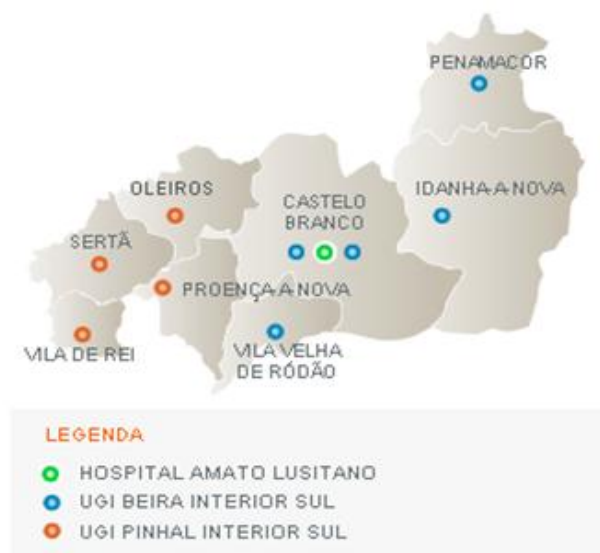 PENAMACOR
OLEIROS
CASTELO
BRANCO
IDANHA-A-NOVA
SERTÃ
PROENÇA-A-NOVA
VILA DE REI
VILA VELHA
DE RÓDÃO
LEGENDA
HOSPITAL AMATO LUSITANO
UGI BEIRA INTERIOR SUL
UGI PINHAL INTERIOR SUL